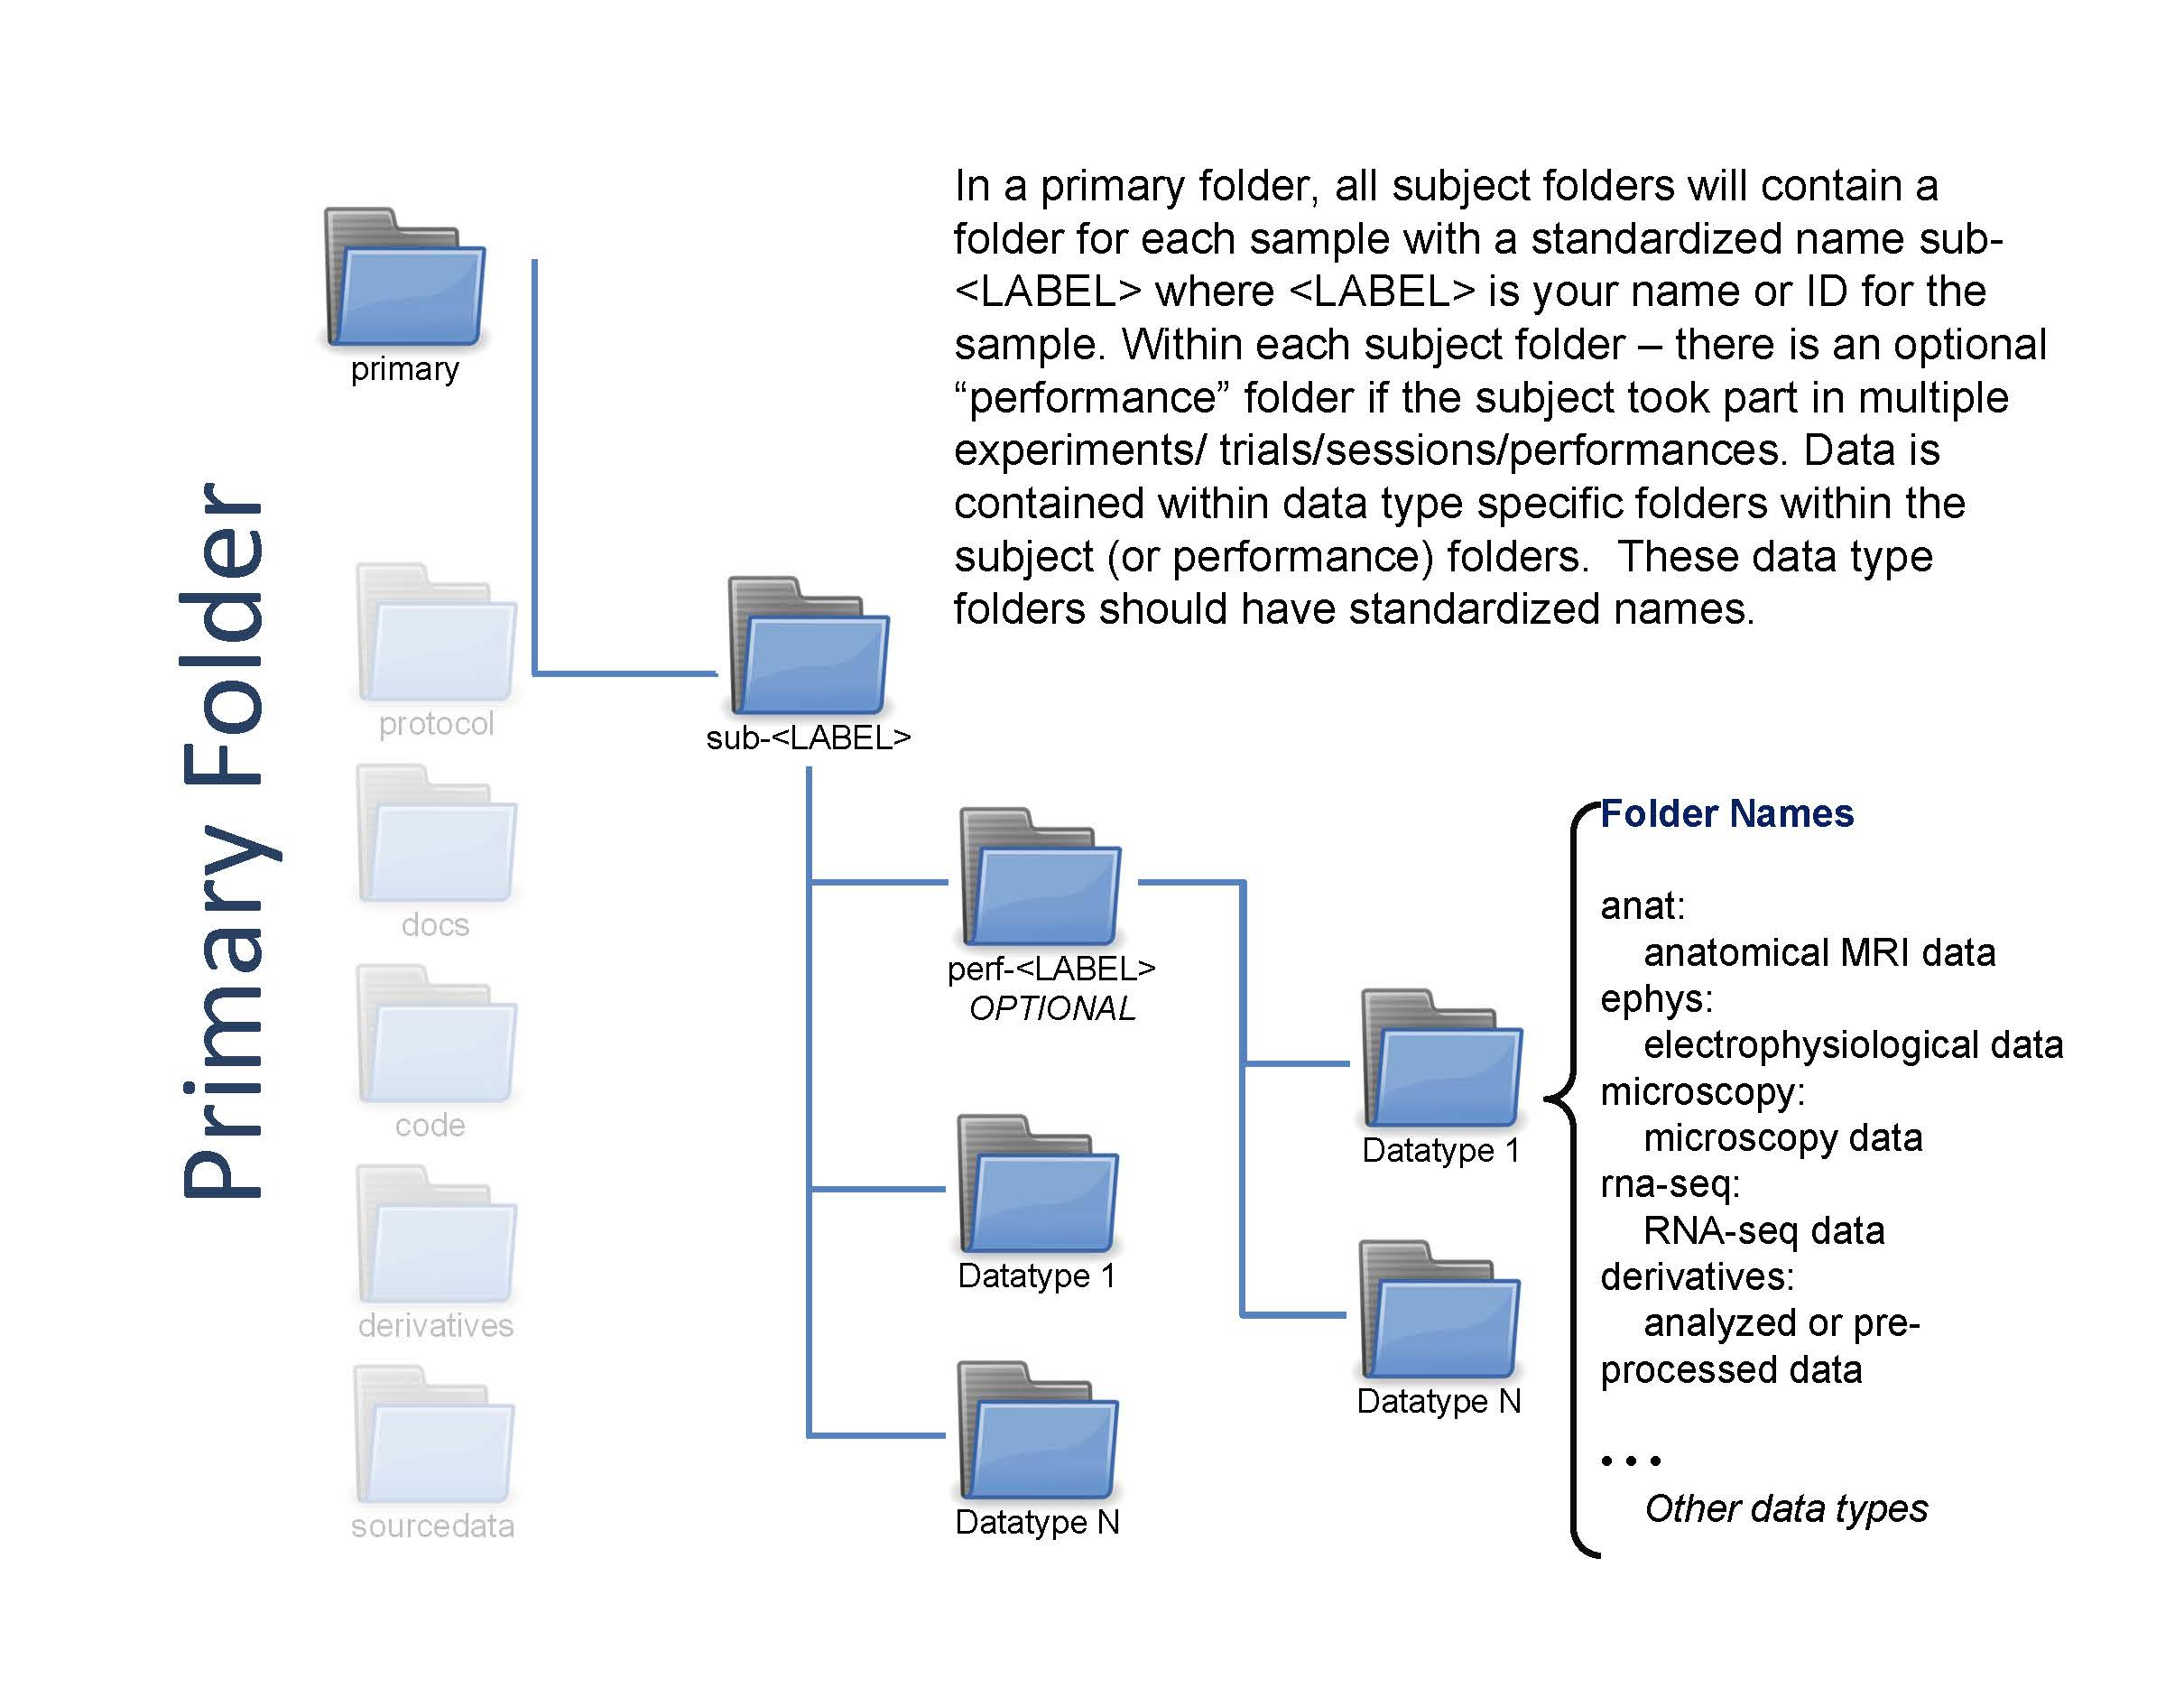 Primary Folder
In a primary folder, all subject folders will contain a
folder for each sample with a standardized name sub-
<LABEL> where <LABEL> is your name or ID for the
sample. Within each subject folder – there is an optional
“performance” folder if the subject took part in multiple
experiments/ trials/sessions/performances. Data is
contained within data type specific folders within the
subject (or performance) folders.  These data type
folders should have standardized names.
primary
protocol
docs
code
derivatives
sourcedata
sub-<LABEL>
perf-<LABEL>
OPTIONAL
Datatype 1
Datatype N
Datatype 1
Datatype N
Folder Names
anat:
anatomical MRI data
ephys:
electrophysiological data
microscopy:
microscopy data
rna-seq:
RNA-seq data
derivatives:
analyzed or pre-
processed data
...
Other data types